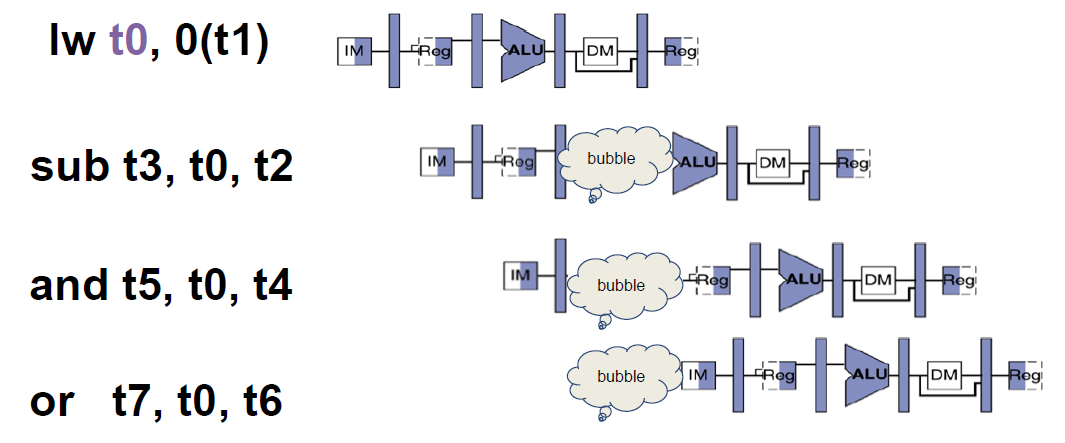 lw t0, 0(t1)
IM Reg ALU DM Reg
sub t3, t0, t2
IM Reg bubble ALU DM Reg
and t5, t0, t4
IM bubble Reg ALU DM Reg
or t7, t0, t6
bubble IM Reg ALU DM Reg